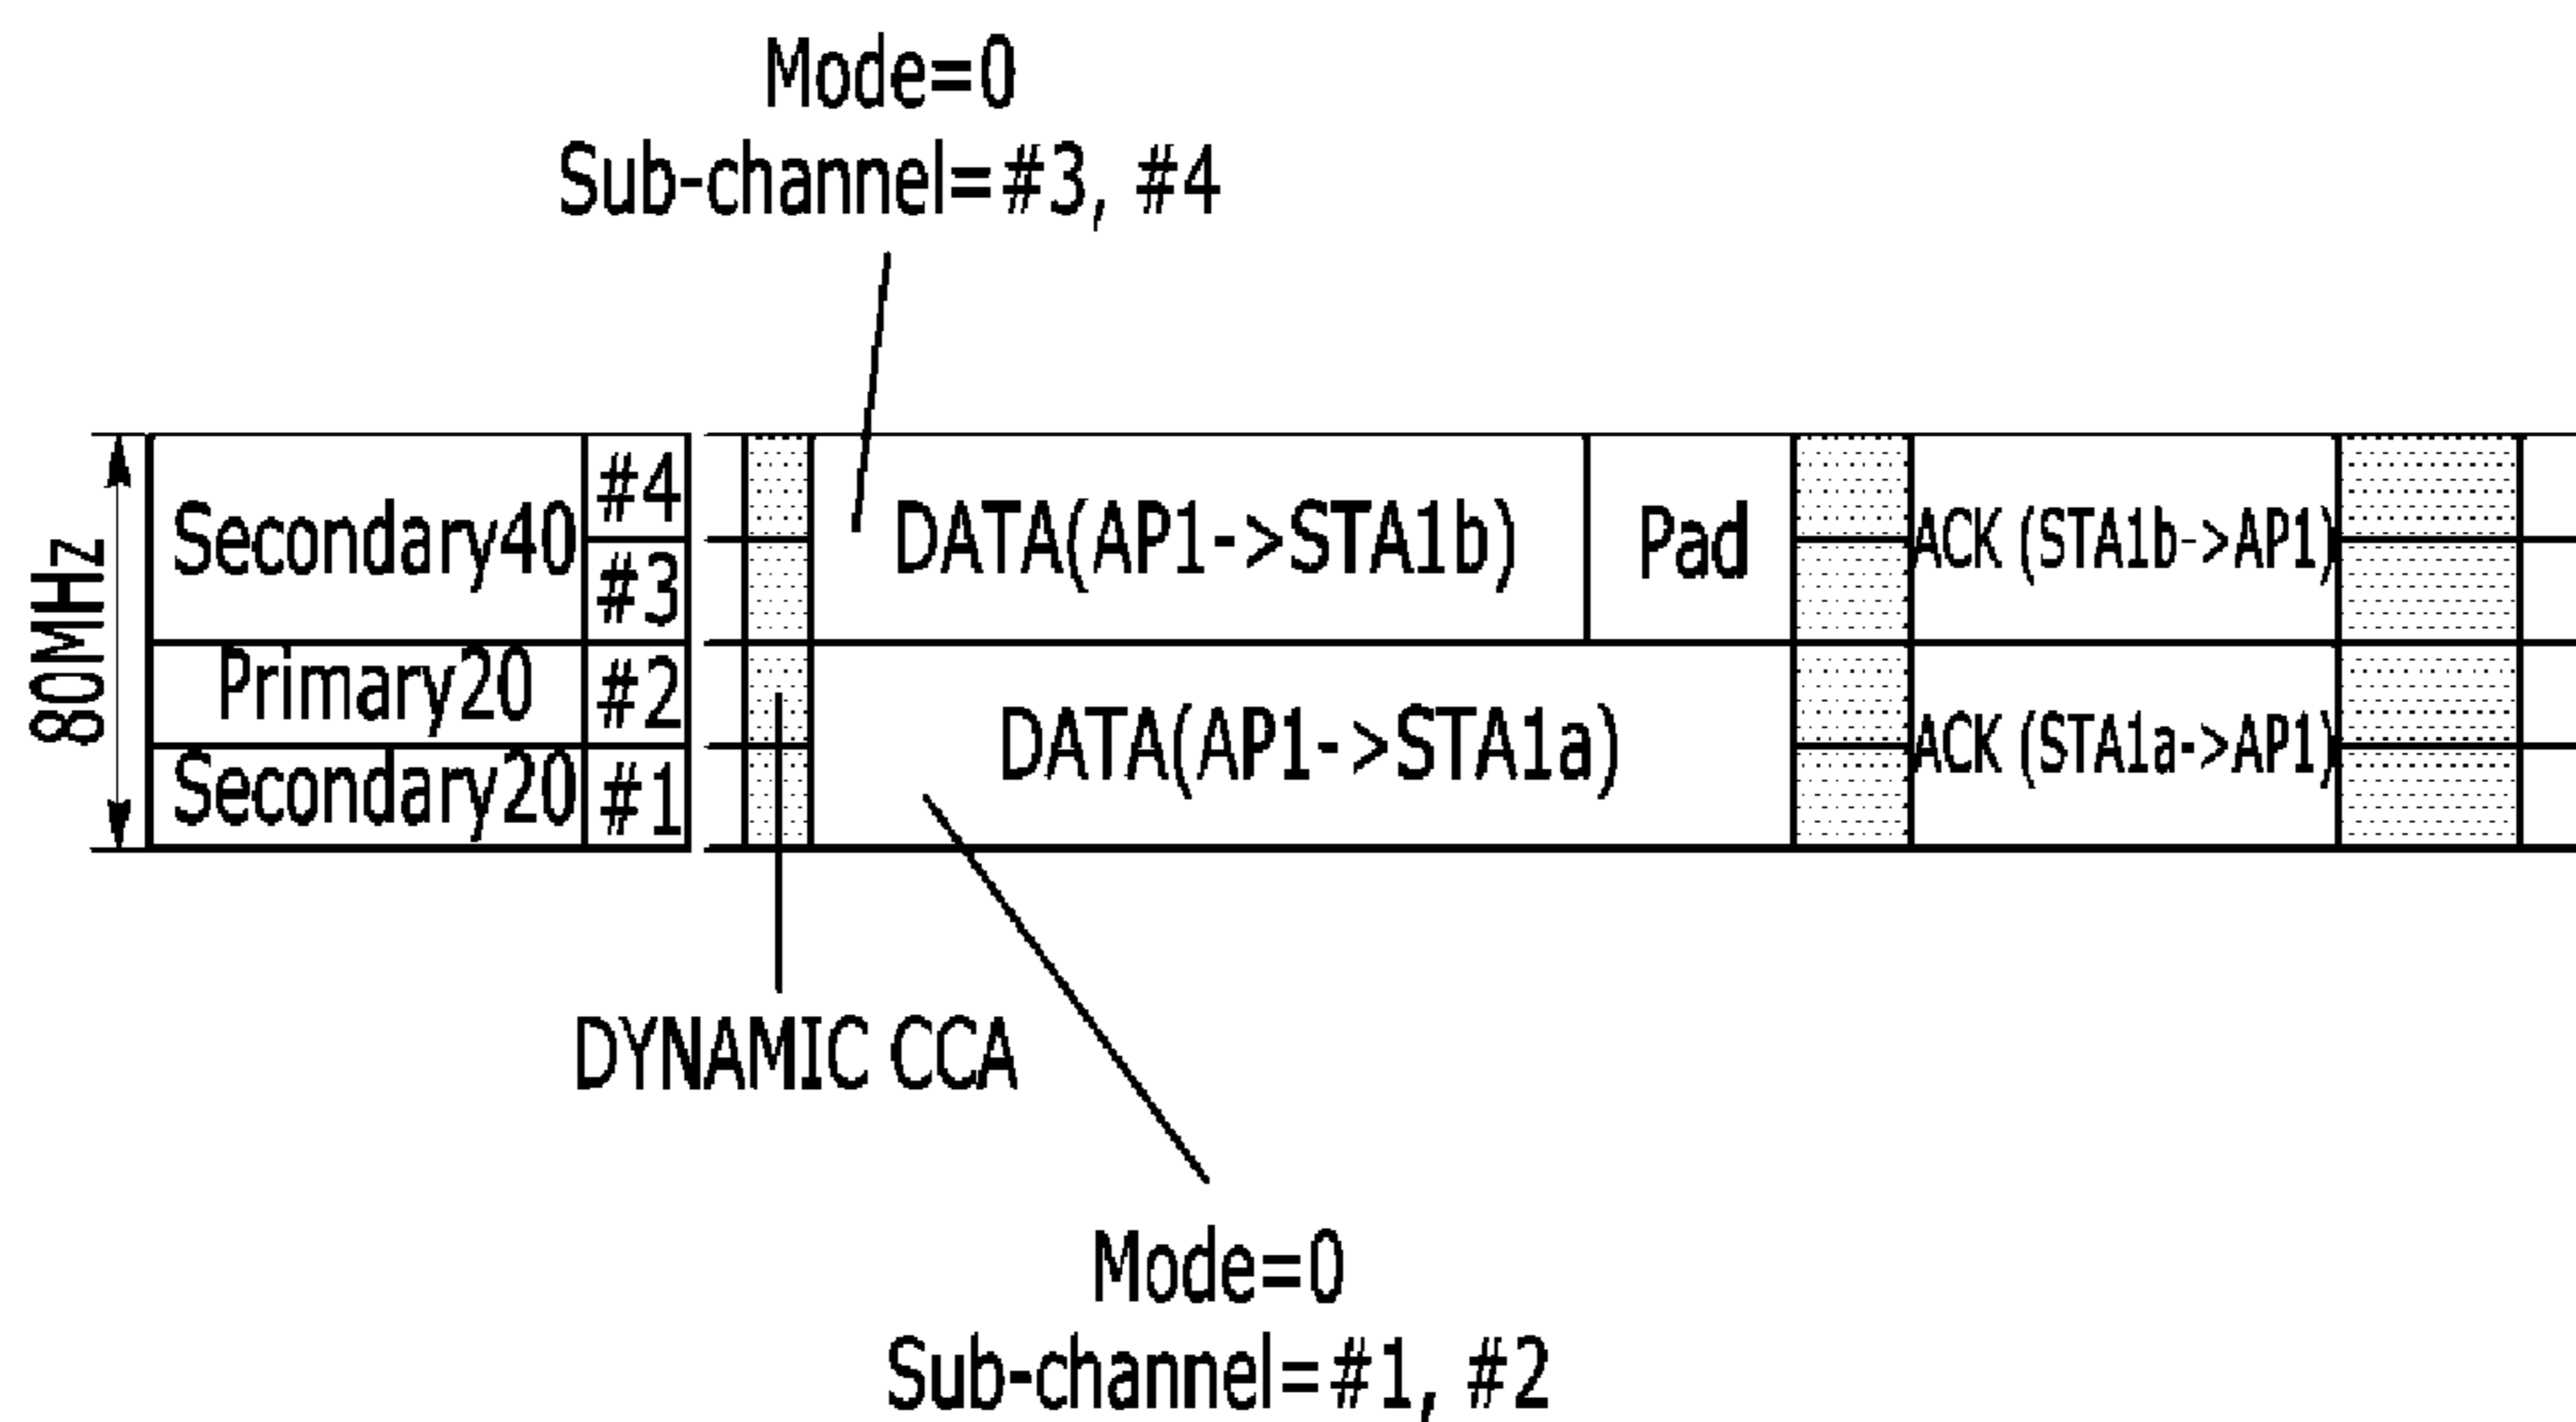 Mode=0
Sub-channel=#3, #4
80MHz
Secondary40
#4
#3
Primary20
#2
Secondary20
#1
DATA(AP1->STA1b)
Pad
ACK (STA1b->AP1)
DATA(AP1->STA1a)
ACK (STA1a->AP1)
DYNAMIC CCA
Mode=0
Sub-channel=#1, #2